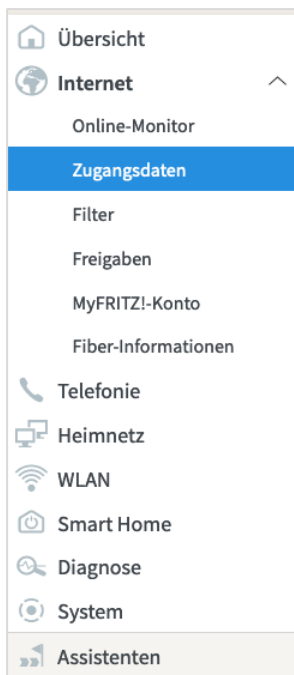 Übersicht
Internet
Online-Monitor
Zugangsdaten
Filter
Freigaben
MyFRITZ!-Konto
Fiber-Informationen
Telefonie
Heimnetz
WLAN
Smart Home
Diagnose
System
Assistenten